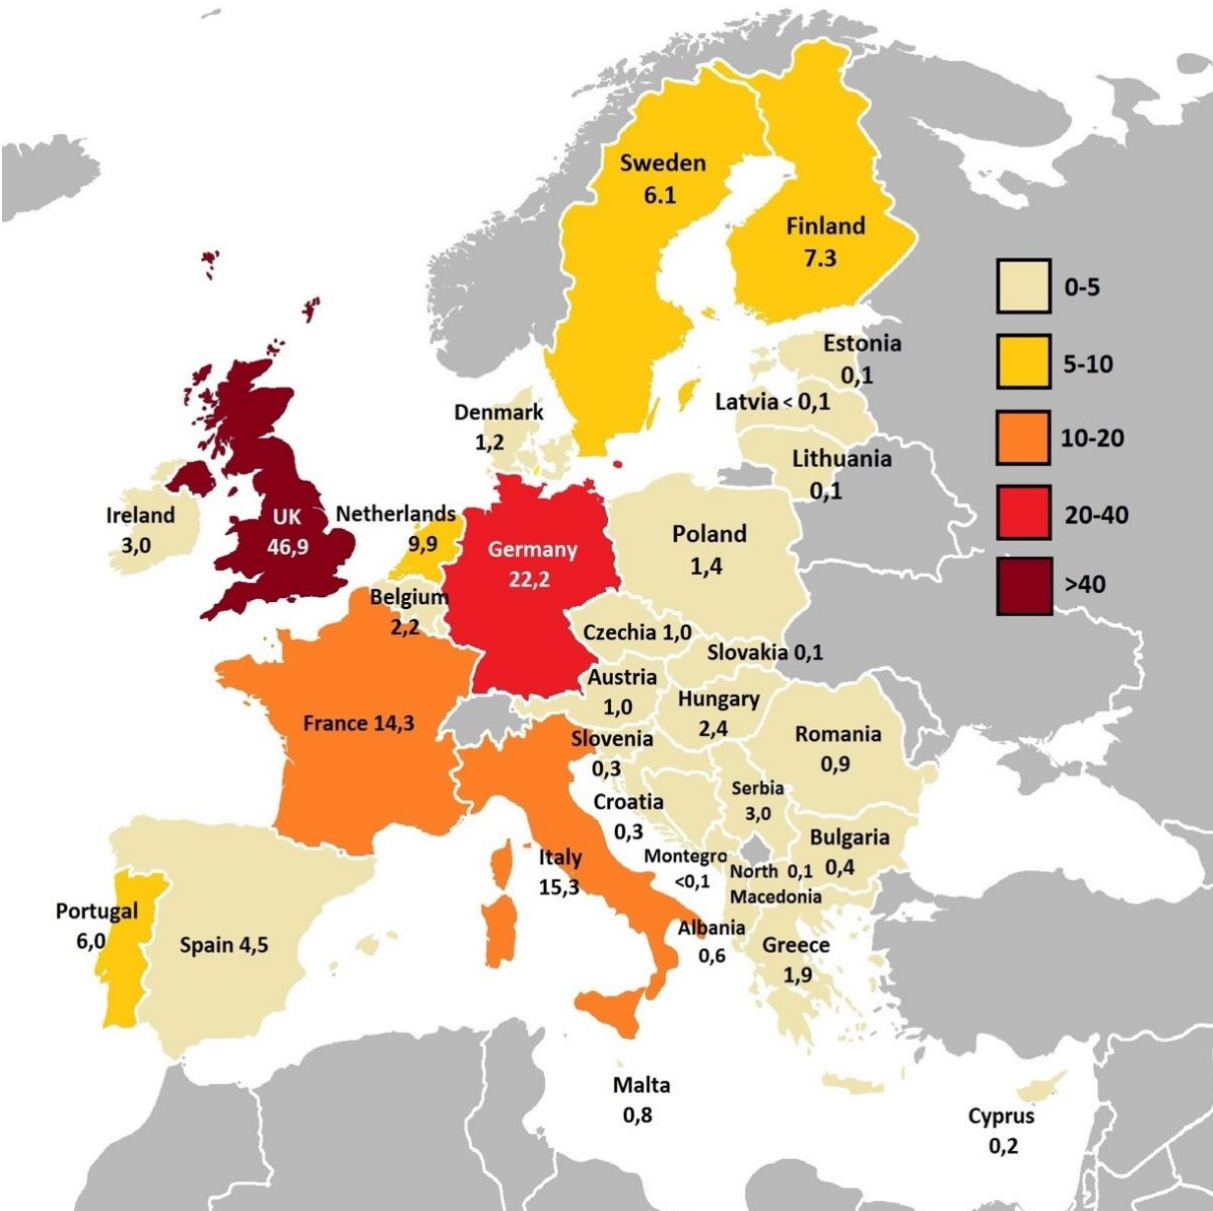 Sweden
6.1
Finland
7.3
0-5
5-10
10-20
20-40
>40
Estonia
0,1
Latvia < 0,1
Lithuania
0,1
Denmark
1,2
Ireland
3,0
UK
46,9
Netherlands
9,9
Germany
22,2
Poland
1,4
Belgium
2,2
Czechia 1,0
Slovakia 0,1
Austria
1,0
Hungary
2,4
France 14,3
Slovenia
0,3
Romania
0,9
Croatia
0,3
Serbia
3,0
Bulgaria
0,4
Italy
15,3
Montegro
<0,1
North 0,1
Macedonia
Portugal
6,0
Spain 4,5
Albania
0,6
Greece
1,9
Malta
0,8
Cyprus
0,2